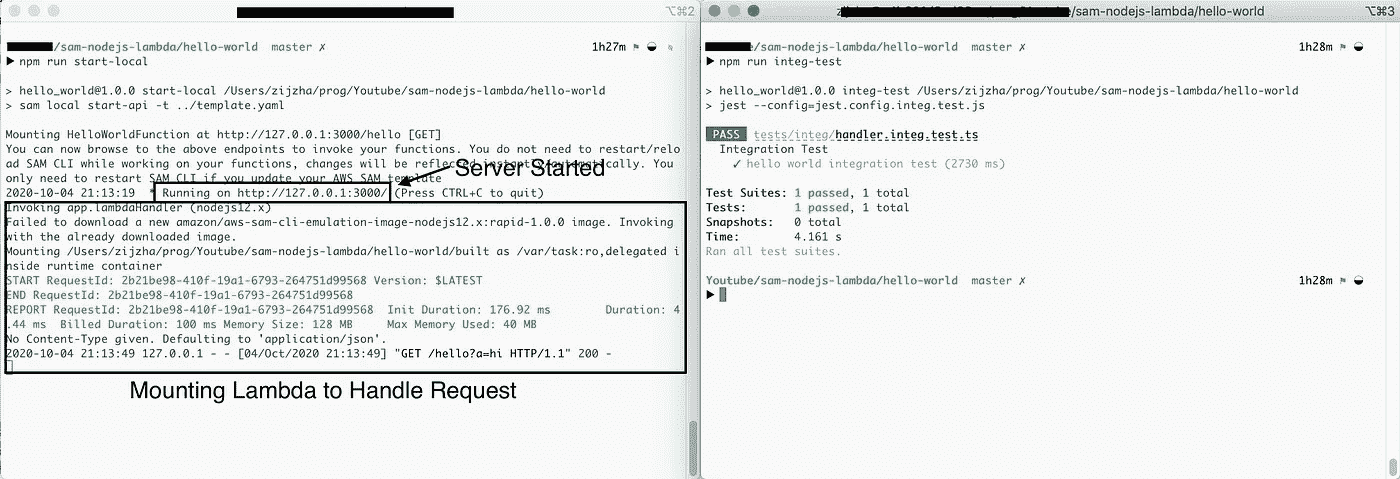 ⌥⌘2
/sam-nodejs-lambda/hello-world master ✗ 1h27m
▶ npm run start-local
> hello_world@1.0.0 start-local /Users/zijzha/prog/Youtube/sam-nodejs-lambda/hello-world
> sam local start-api -t ../template.yaml
Mounting HelloWorldFunction at http://127.0.0.1:3000/hello [GET]
You can now browse to the above endpoints to invoke your functions. You do not need to restart/relo
ad SAM CLI while working on your functions, changes will be reflected instantly/automatically. You
only need to restart SAM CLI if you update your AWS SAM template
Server Started
2020-10-04 21:13:19 * Running on http://127.0.0.1:3000/ (Press CTRL+C to quit)
Invoking app.lambdaHandler (nodejs12.x)
Failed to download a new amazon/aws-sam-cli-emulation-image-nodejs12.x:rapid-1.0.0 image. Invoking
with the already downloaded image.
Mounting /Users/zijzha/prog/Youtube/sam-nodejs-lambda/hello-world/built as /var/task:ro,delegated i
nside runtime container
START RequestId: 2b21be98-410f-19a1-6793-264751d99568 Version: $LATEST
END RequestId: 2b21be98-410f-19a1-6793-264751d99568
REPORT RequestId: 2b21be98-410f-19a1-6793-264751d99568 Init Duration: 176.92 ms Duration: 4
.44 ms Billed Duration: 100 ms Memory Size: 128 MB Max Memory Used: 40 MB
No Content-Type given. Defaulting to 'application/json'.
2020-10-04 21:13:49 127.0.0.1 - - [04/Oct/2020 21:13:49] "GET /hello?a=hi HTTP/1.1" 200 -
Mounting Lambda to Handle Request
/sam-nodejs-lambda/hello-world ⌥⌘3
/sam-nodejs-lambda/hello-world master ✗ 1h28m
▶ npm run integ-test
> hello_world@1.0.0 integ-test /Users/zijzha/prog/Youtube/sam-nodejs-lambda/hello-world
> jest --config=jest.config.integ.test.js
PASS tests/integ/handler.integ.test.ts
Integration Test
✓ hello world integration test (2730 ms)
Test Suites: 1 passed, 1 total
Tests: 1 passed, 1 total
Snapshots: 0 total
Time: 4.161 s
Ran all test suites.
Youtube/sam-nodejs-lambda/hello-world master ✗ 1h28m
▶